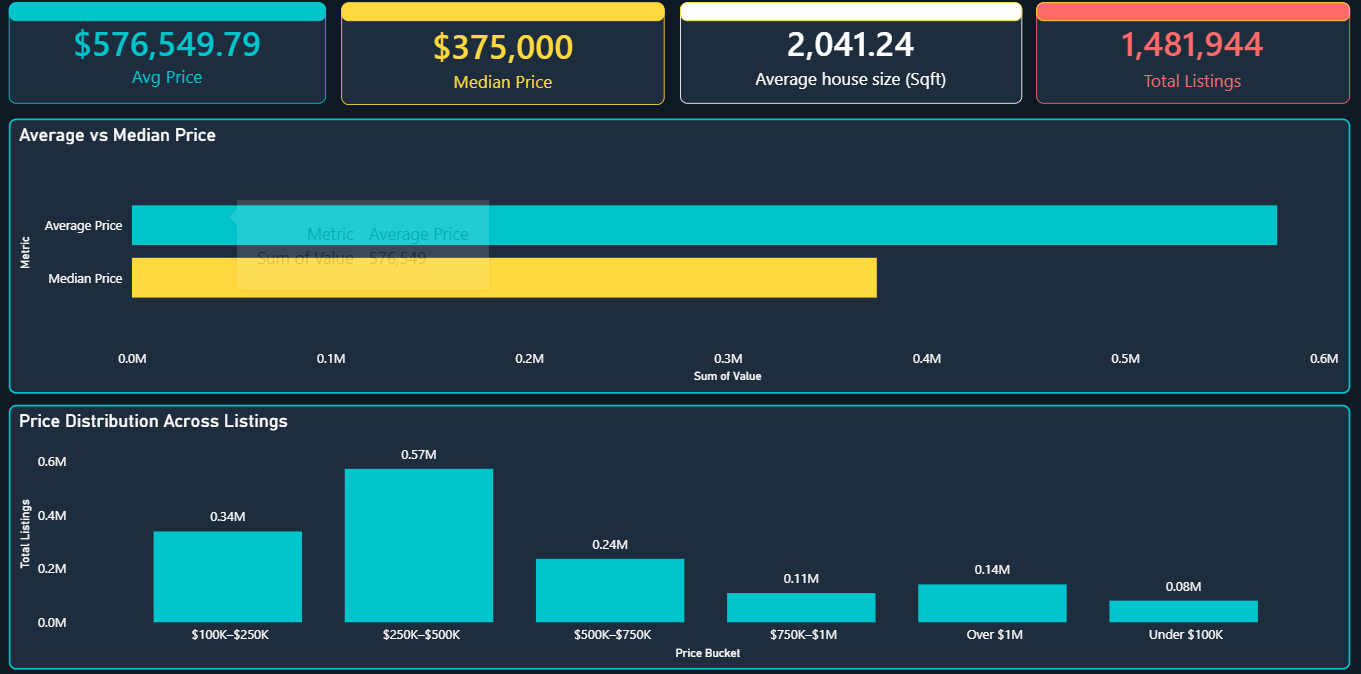 $576,549.79
Avg Price
$375,000
Median Price
2,041.24
Average house size (Sqft)
1,481,944
Total Listings
Average vs Median Price
Metric
Average Price
Median Price
Metric Average Price
Sum of Value 576,549
0.0M 0.1M 0.2M 0.3M 0.4M 0.5M 0.6M
Sum of Value
Price Distribution Across Listings
Total Listings
0.6M
0.4M
0.2M
0.0M
0.34M
0.57M
0.24M
0.11M
0.14M
0.08M
$100K–$250K $250K–$500K $500K–$750K $750K–$1M Over $1M Under $100K
Price Bucket